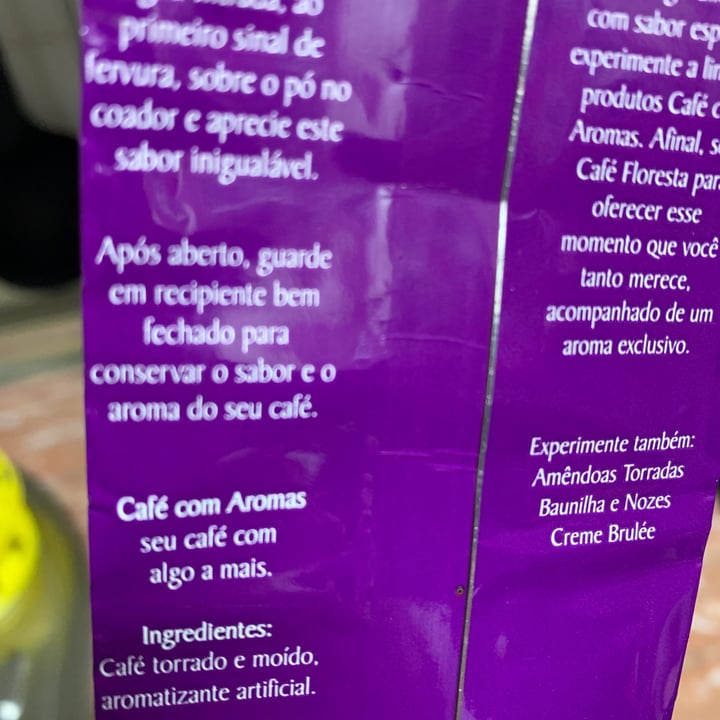 primeiro sinal de
fervura, sobre o pó no
coador e aprecie este
sabor inigualável.
Após aberto, guarde
em recipiente bem
fechado para
conservar o sabor e o
aroma do seu café.
Café com Aromas
seu café com
algo a mais.
Ingredientes:
Café torrado e moído,
aromatizante artificial.
com sabor
experimente a
produtos Café
Aromas. Afinal,
Café Floresta
oferecer esse
momento que você
tanto merece,
acompanhado de um
aroma exclusivo.
Experimente também:
Amêndoas Torradas
Baunilha e Nozes
Creme Brulée